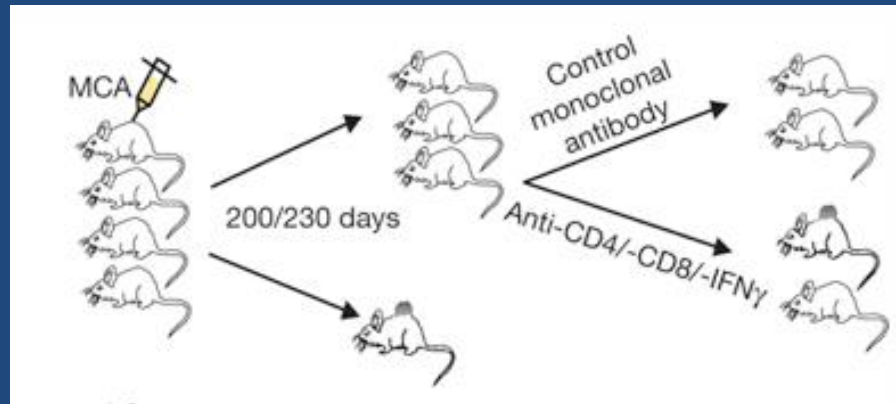 MCA
200/230 days
Control
monoclonal
antibody
Anti-CD4/-CD8/-IFNγ